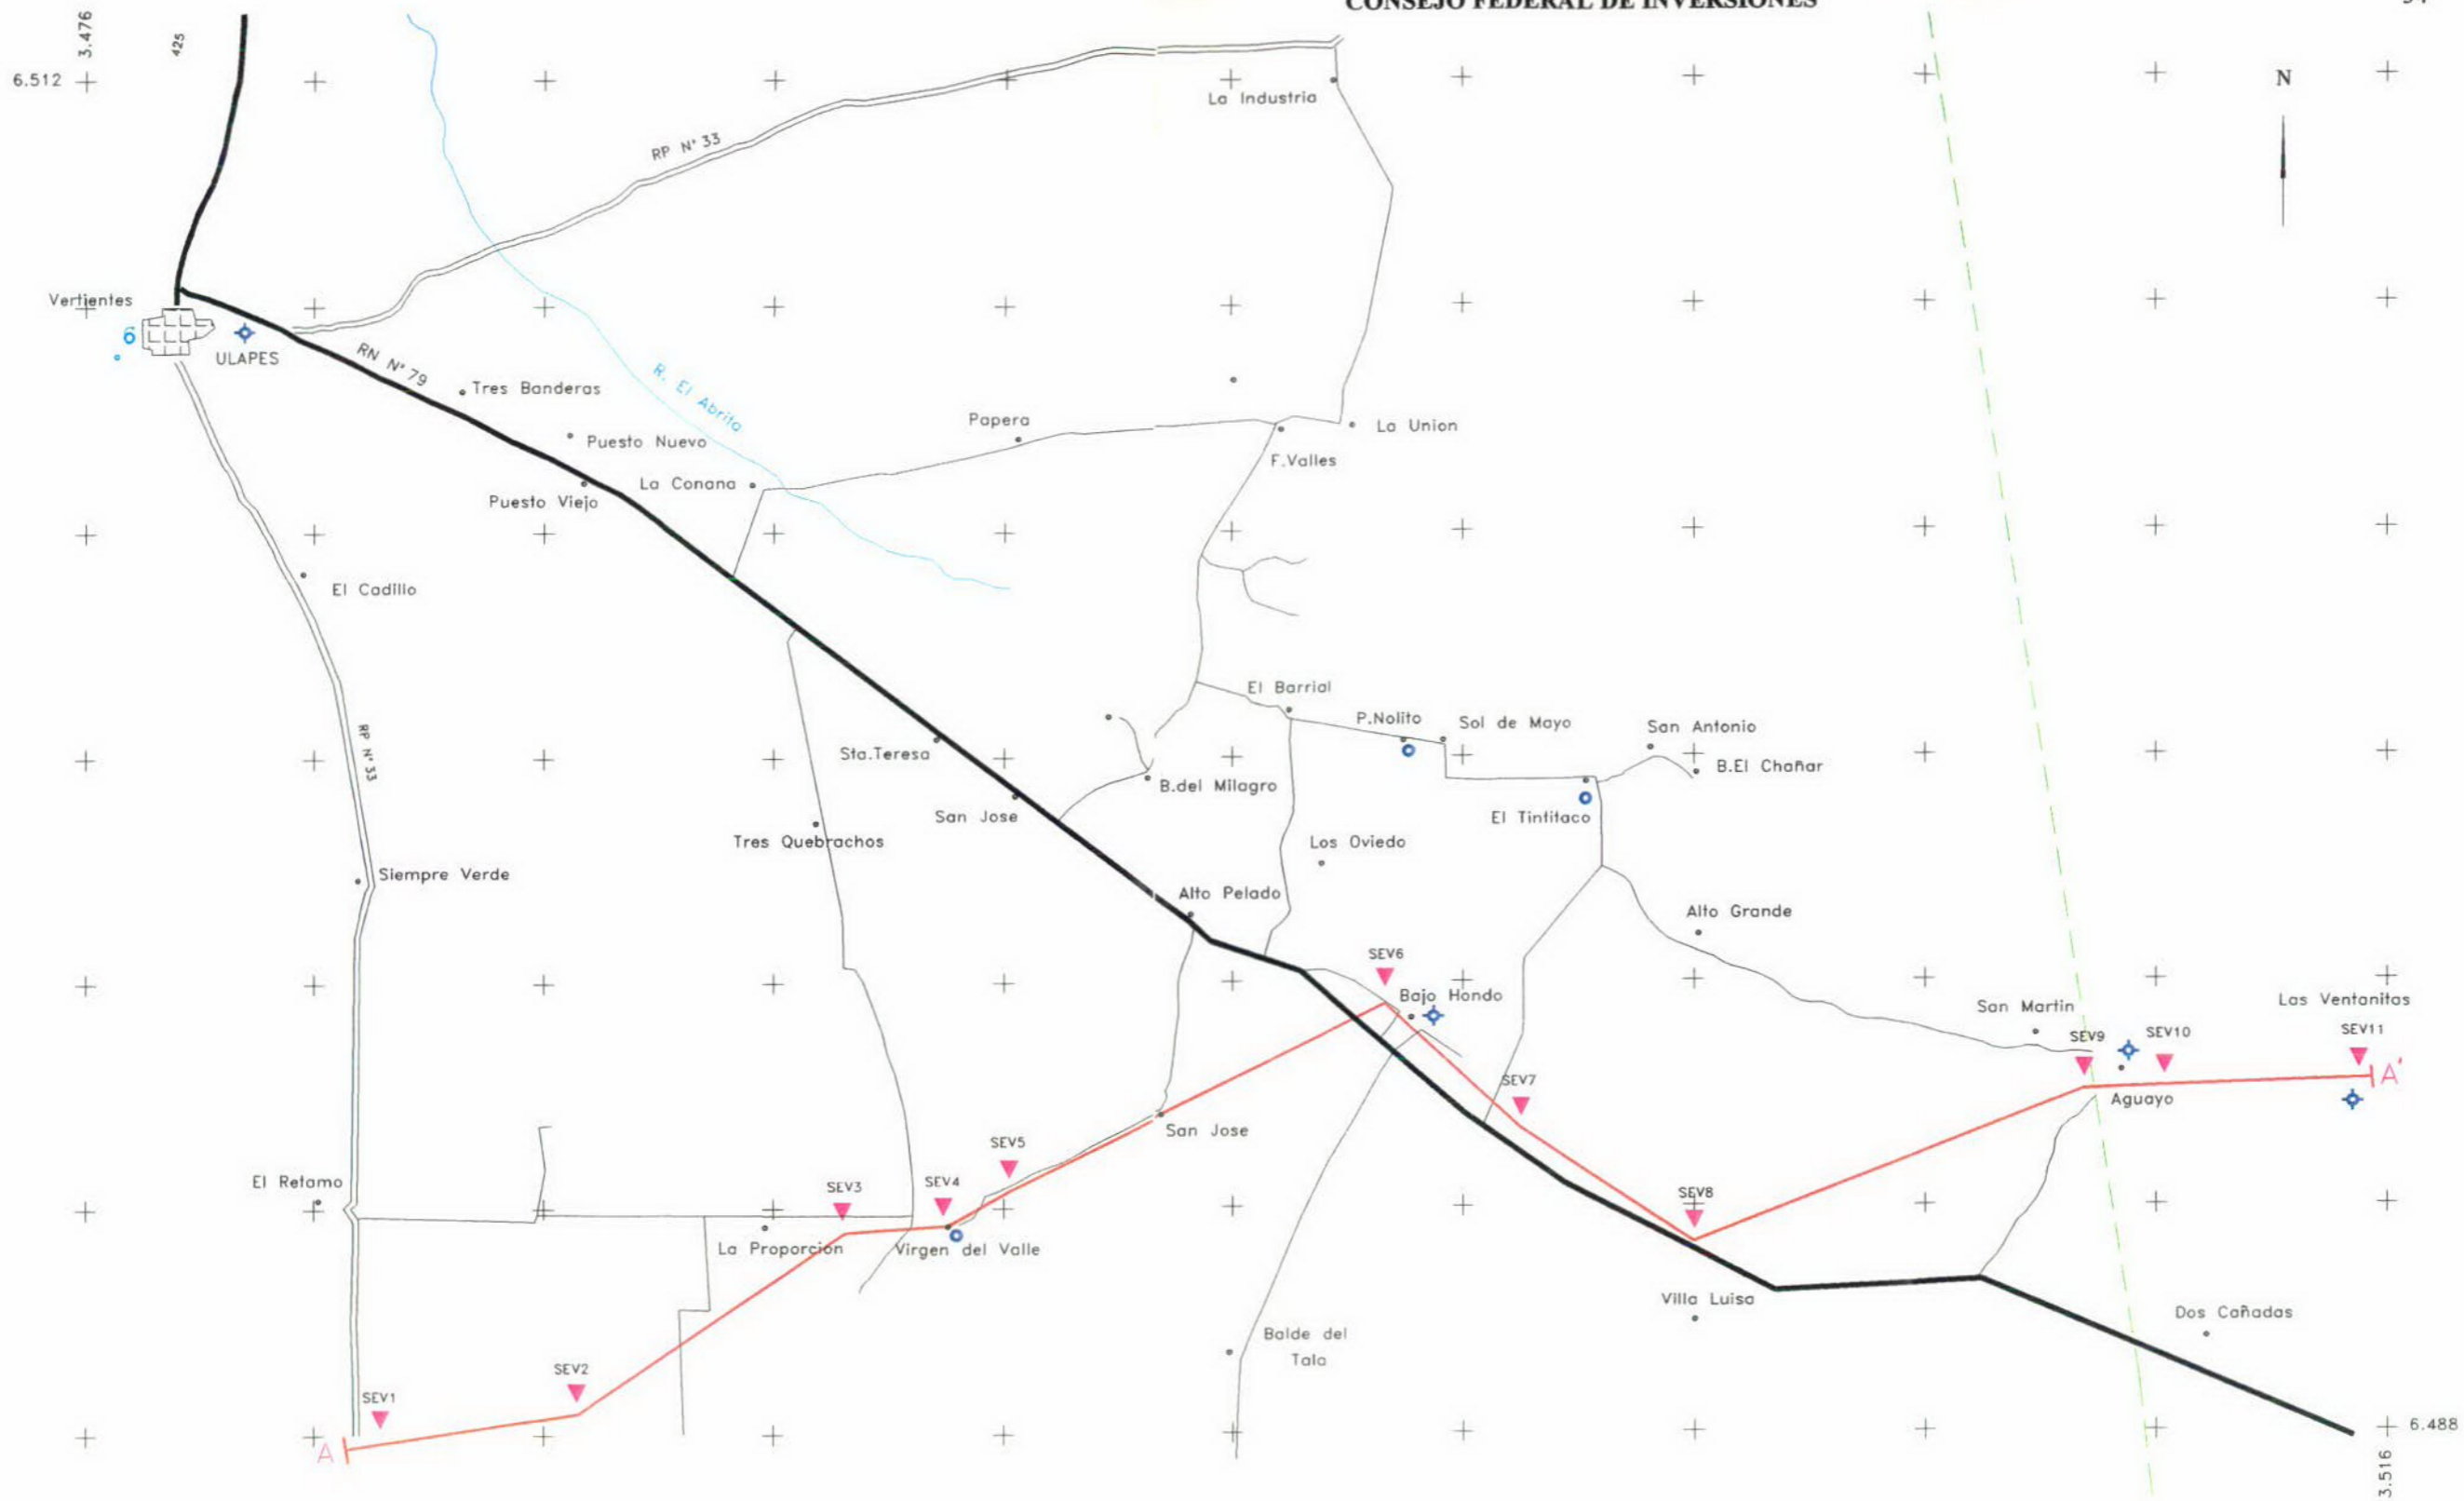 CONSEJO FEDERAL DE INVERSIONES
3.476
425
6.512
N
La Industria
RP N° 33
Vertientes
6
ULAPES
RN N° 79
Tres Banderas
R. El Abrita
Papera
La Union
Puesto Nuevo
F.Valles
La Conana
Puesto Viejo
El Cadillo
El Barrial
P.Nolito
Sol de Mayo
San Antonio
RP N° 33
Sta.Teresa
B.El Chañar
B.del Milagro
San Jose
El Tintitaco
Tres Quebrachos
Los Oviedo
Siempre Verde
Alto Pelado
Alto Grande
SEV6
Bajo Hondo
San Martin
Las Ventanitas
SEV9
SEV10
SEV11
SEV7
A'
Aguayo
San Jose
SEV5
El Retamo
SEV3
SEV4
SEV8
La Proporcion
Virgen del Valle
Villa Luisa
Dos Cañadas
Balde del
Tala
SEV2
SEV1
A
6.488
3.516